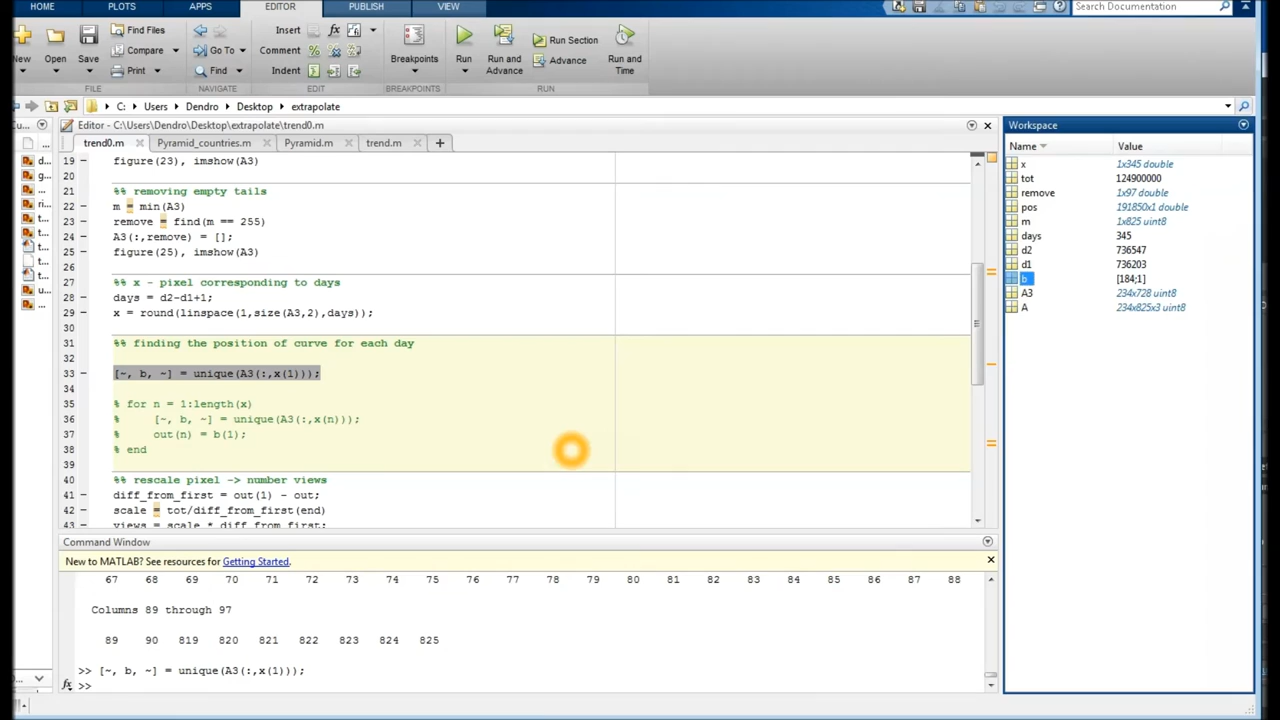 HOME PLOTS APPS EDITOR PUBLISH VIEW Search Documentation
New Open Save
Find Files
Compare
Print
Go To
Find
Insert
Comment
Indent
Breakpoints
Run
Run and Advance
Run Section
Advance
Run and Time
FILE NAVIGATE EDIT BREAKPOINTS RUN
C: Users Dendro Desktop extrapolate
Editor - C:\Users\Dendro\Desktop\extrapolate\trend0.m
trend0.m Pyramid_countries.m Pyramid.m trend.m
19 figure(23), imshow(A3)
20
21 %% removing empty tails
22 m = min(A3)
23 remove = find(m == 255)
24 A3(:,remove) = [];
25 figure(25), imshow(A3)
26
27 %% x - pixel corresponding to days
28 days = d2-d1+1;
29 x = round(linspace(1,size(A3,2),days));
30
31 %% finding the position of curve for each day
32
33 [~, b, ~] = unique(A3(:,x(1)));
34
35 % for n = 1:length(x)
36 % [~, b, ~] = unique(A3(:,x(n)));
37 % out(n) = b(1);
38 % end
39
40 %% rescale pixel -> number views
41 diff_from_first = out(1) - out;
42 scale = tot/diff_from_first(end)
43 views = scale * diff_from_first;
Command Window
New to MATLAB? See resources for Getting Started.
67 68 69 70 71 72 73 74 75 76 77 78 79 80 81 82 83 84 85 86 87 88
Columns 89 through 97
89 90 819 820 821 822 823 824 825
>> [~, b, ~] = unique(A3(:,x(1)));
fx >>
Workspace
Name Value
x 1x345 double
tot 124900000
remove 1x97 double
pos 191850x1 double
m 1x825 uint8
days 345
d2 736547
d1 736203
b [184;1]
A3 234x728 uint8
A 234x825x3 uint8